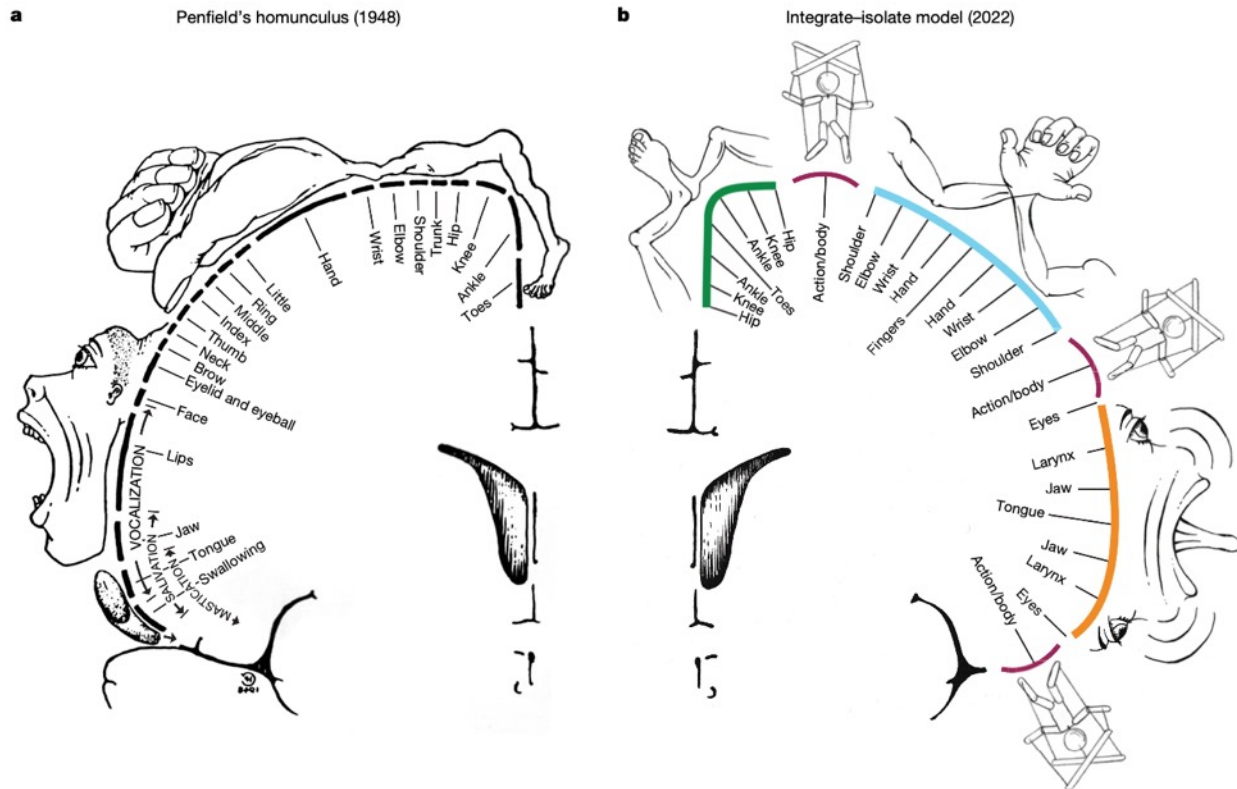 a
Penfield's homunculus (1948)
Hand
Wrist
Elbow
Shoulder
Trunk
Hip
Knee
Ankle
Toes
Little
Ring
Middle
Index
Thumb
Neck
Brow
Eyelid and eyeball
Face
Lips
Jaw
Tongue
Swallowing
VOCALIZATION
SALIVATION
MASTICATION
b
Integrate–isolate model (2022)
Hip
Knee
Ankle
Toes
Ankle
Knee
Hip
Action/body
Shoulder
Elbow
Wrist
Hand
Fingers
Hand
Wrist
Elbow
Shoulder
Action/body
Eyes
Larynx
Jaw
Tongue
Jaw
Larynx
Eyes
Action/body